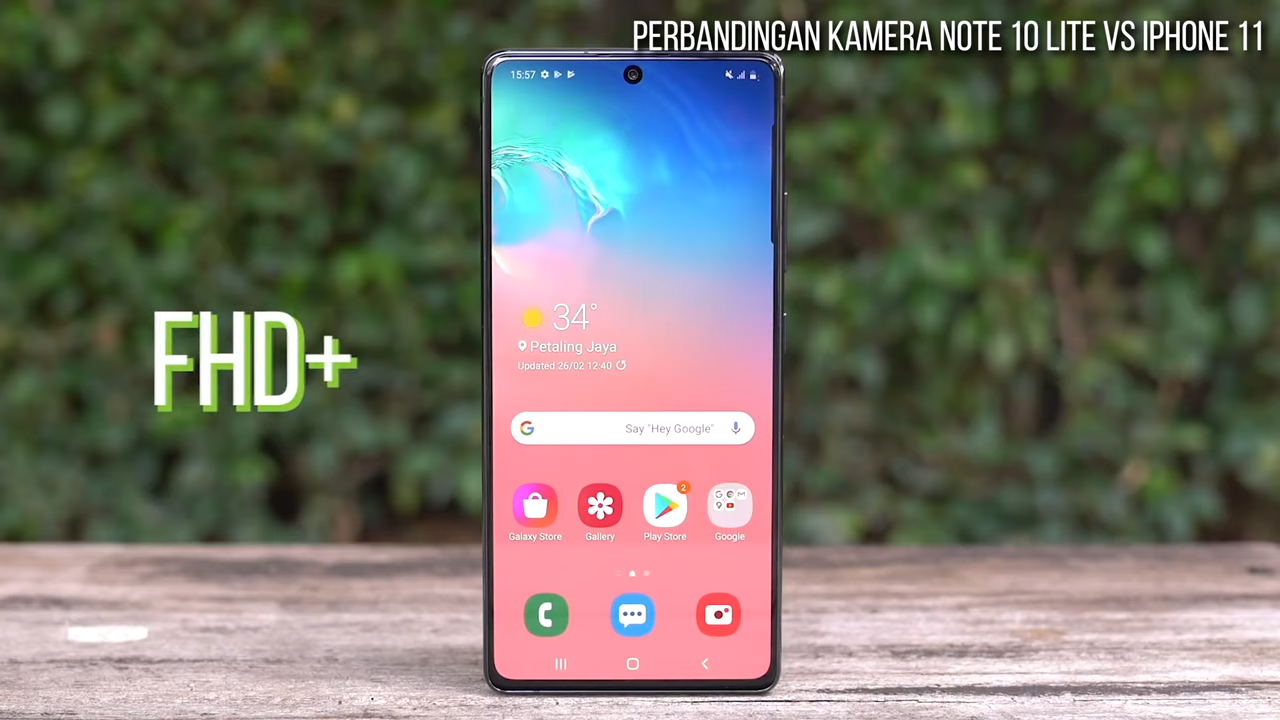 PERBANDINGAN KAMERA NOTE 10 LITE VS IPHONE 11
15:57
34°
Petaling Jaya
Updated 26/02 12:40
FHD+
G Say "Hey Google"
2
Galaxy Store Gallery Play Store Google